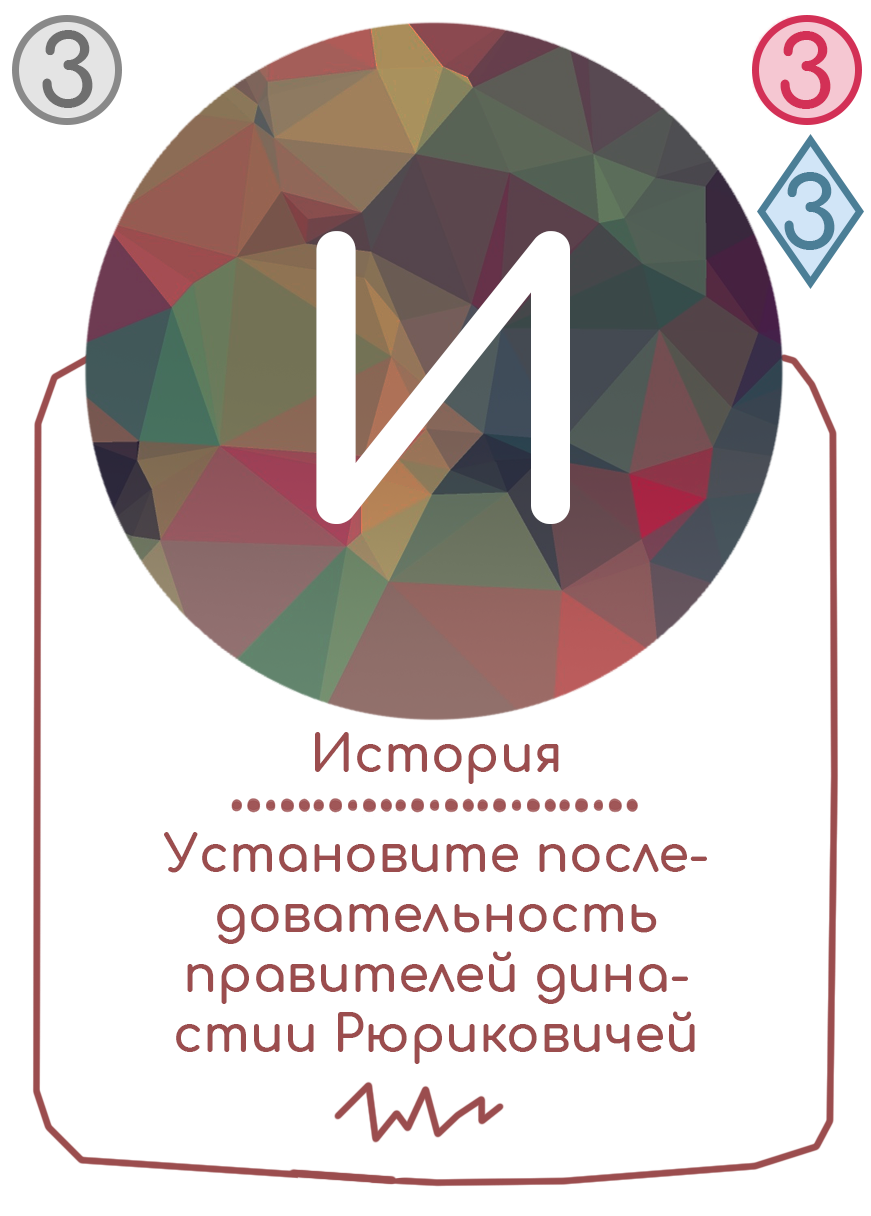 3
3
3
И
История
Установите после-
довательность
правителей дина-
стии Рюриковичей